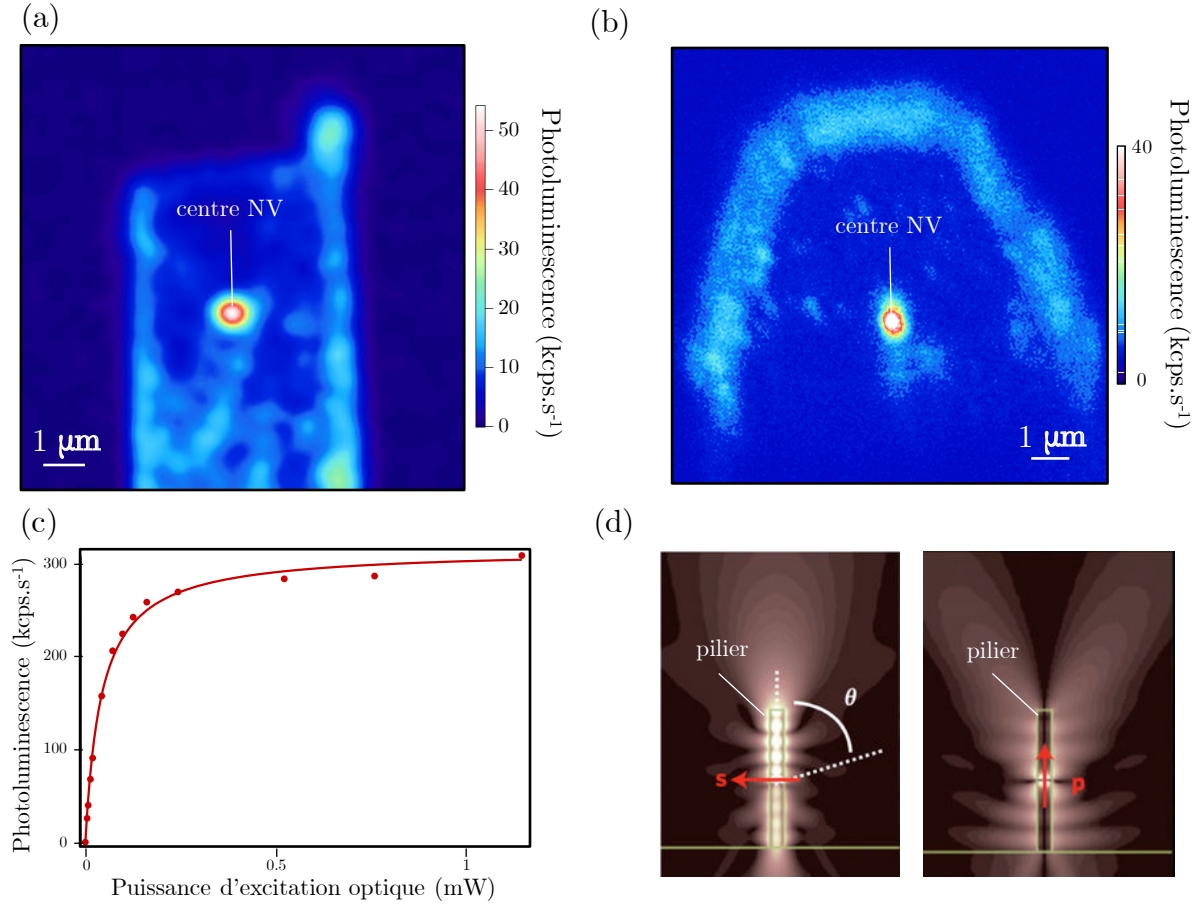 (a)
centre NV
1 μm
50
40
30
20
10
0
Photoluminescence (kcps.s-1)
(b)
centre NV
1 μm
40
0
Photoluminescence (kcps.s-1)
(c)
300
200
100
0
0
0.5
1
Photoluminescence (kcps.s-1)
Puissance d'excitation optique (mW)
(d)
pilier
θ
s
pilier
p